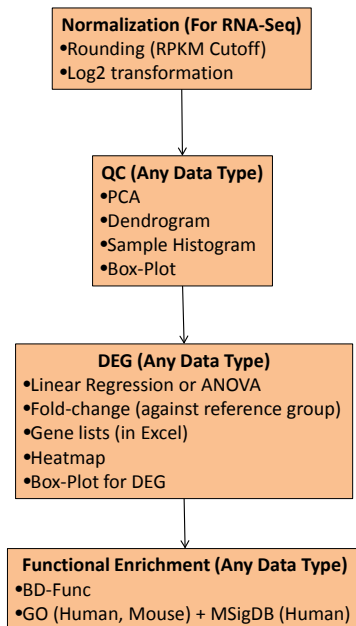 Normalization (For RNA-Seq)
•Rounding (RPKM Cutoff)
•Log2 transformation
QC (Any Data Type)
•PCA
•Dendrogram
•Sample Histogram
•Box-Plot
DEG (Any Data Type)
•Linear Regression or ANOVA
•Fold-change (against reference group)
•Gene lists (in Excel)
•Heatmap
•Box-Plot for DEG
Functional Enrichment (Any Data Type)
•BD-Func
•GO (Human, Mouse) + MSigDB (Human)